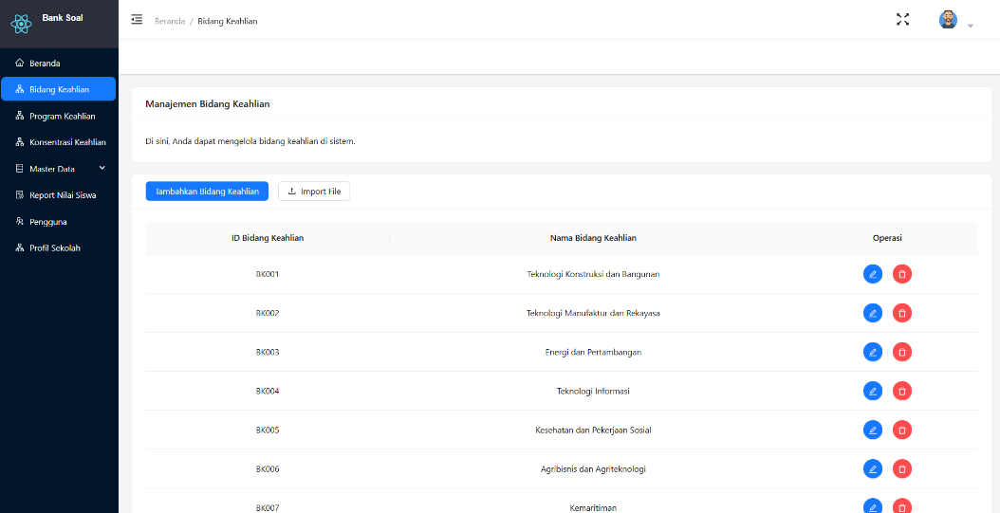 Bank Soal
Beranda / Bidang Keahlian
Beranda
Bidang Keahlian
Program Keahlian
Konsentrasi Keahlian
Master Data
Report Nilai Siswa
Pengguna
Profil Sekolah
Manajemen Bidang Keahlian
Di sini, Anda dapat mengelola bidang keahlian di sistem.
Tambahkan Bidang Keahlian
Import File
ID Bidang Keahlian Nama Bidang Keahlian Operasi
BK001 Teknologi Konstruksi dan Bangunan
BK002 Teknologi Manufaktur dan Rekayasa
BK003 Energi dan Pertambangan
BK004 Teknologi Informasi
BK005 Kesehatan dan Pekerjaan Sosial
BK006 Agribisnis dan Agriteknologi
BK007 Kemaritiman